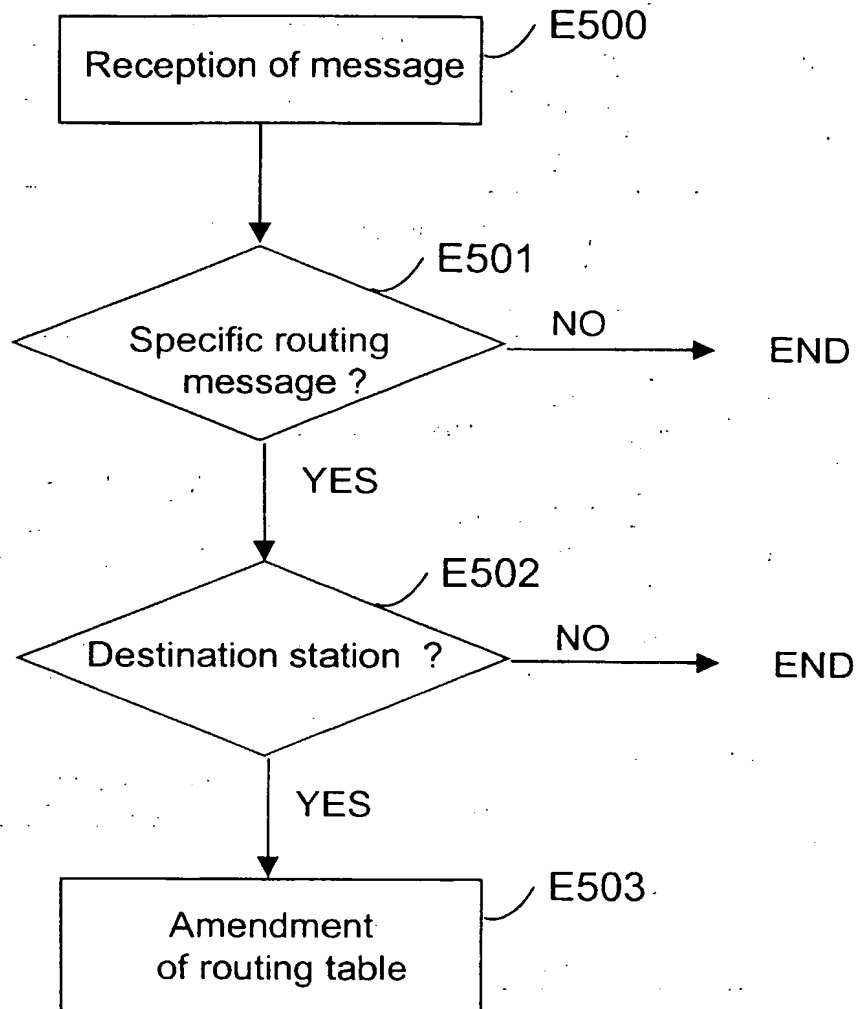 E500
Reception of message
E501
Specific routing
message ?
NO
END
YES
E502
Destination station ?
NO
END
YES
E503
Amendment
of routing table